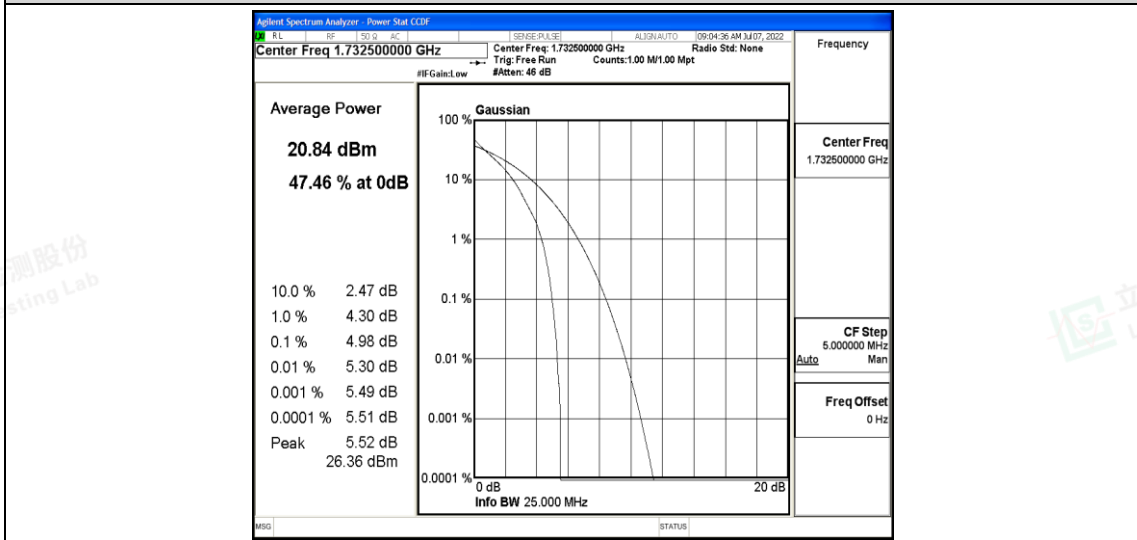 Agilent Spectrum Analyzer - Power Stat CCDF
RL RF 50 Ω AC SENSE:PULSE ALIGNAUTO 09:04:36 AM Jul 07, 2022
Center Freq 1.732500000 GHz
Center Freq: 1.732500000 GHz Radio Std: None
Trig: Free Run Counts:1.00 M/1.00 Mpt
#IFGain:Low #Atten: 46 dB
Frequency
Average Power
20.84 dBm
47.46 % at 0dB
10.0 % 2.47 dB
1.0 % 4.30 dB
0.1 % 4.98 dB
0.01 % 5.30 dB
0.001 % 5.49 dB
0.0001 % 5.51 dB
Peak 5.52 dB
26.36 dBm
Gaussian
100 %
10 %
1 %
0.1 %
0.01 %
0.001 %
0.0001 %
0 dB 20 dB
Info BW 25.000 MHz
Center Freq
1.732500000 GHz
CF Step
5.000000 MHz
Auto Man
Freq Offset
0 Hz
MSG STATUS
测股份
sting Lab
立